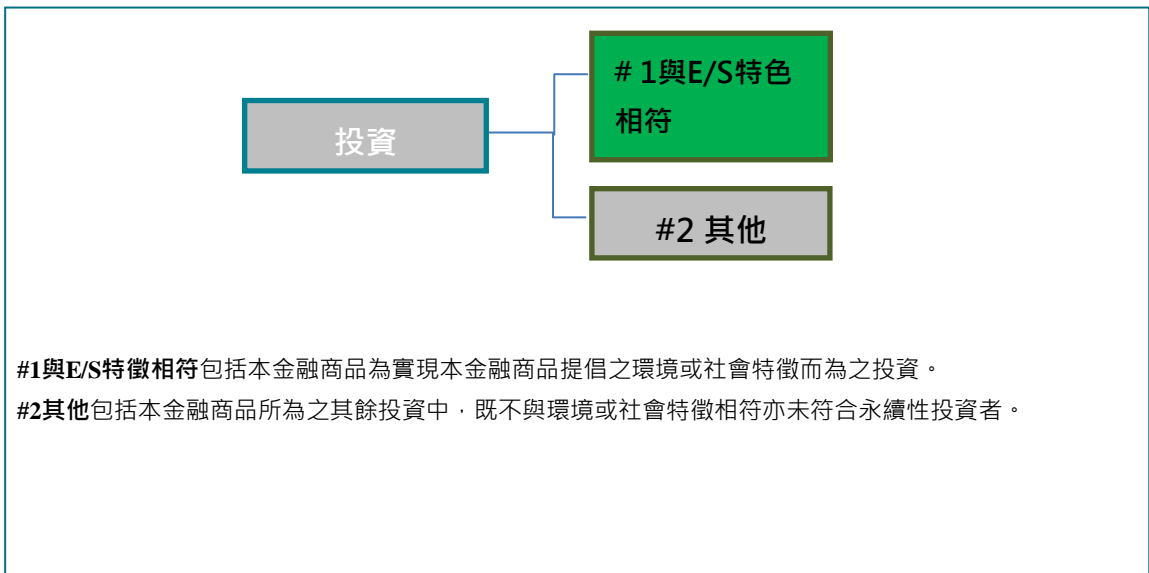 # 1與E/S特色
相符
投資
#2 其他
#1與E/S特徵相符包括本金融商品為實現本金融商品提倡之環境或社會特徵而為之投資。
#2其他包括本金融商品所為之其餘投資中，既不與環境或社會特徵相符亦未符合永續性投資者。